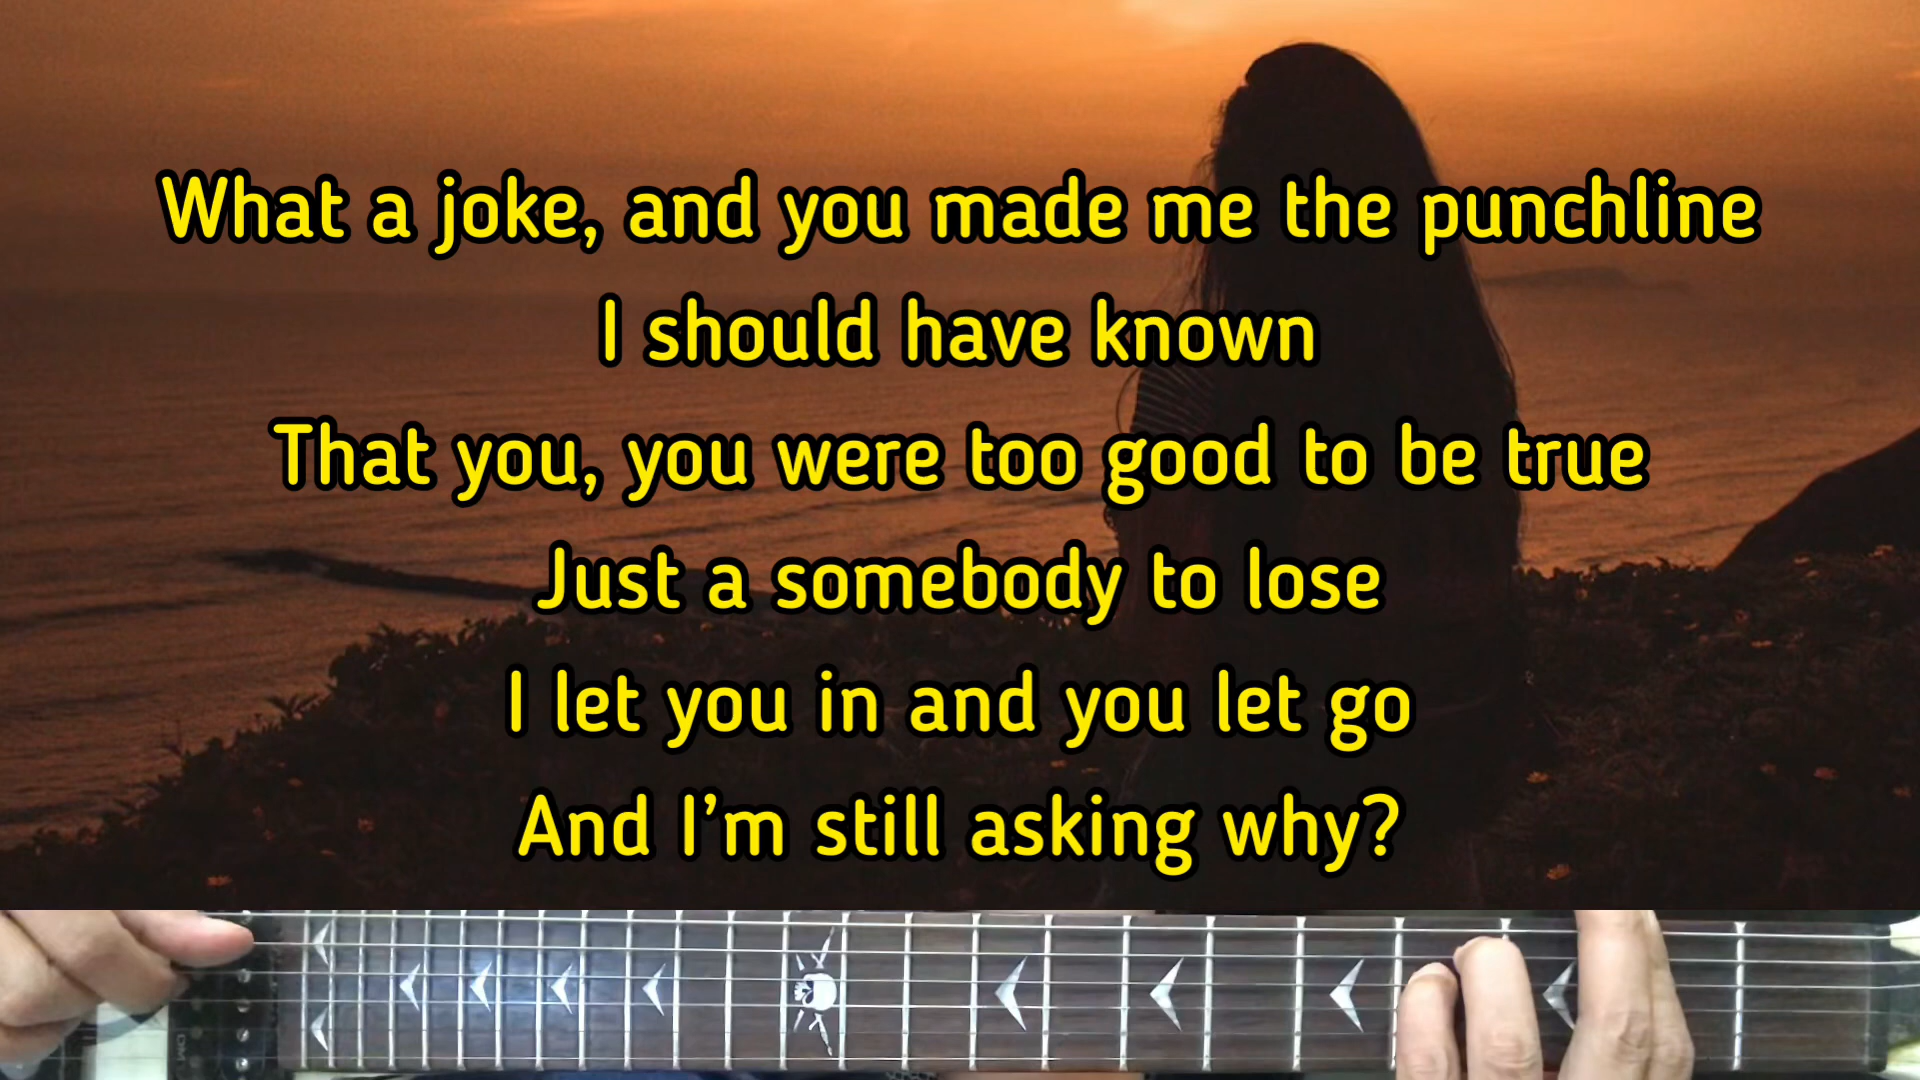 What a joke, and you made me the punchline
I should have known
That you, you were too good to be true
Just a somebody to lose
I let you in and you let go
And I’m still asking why?